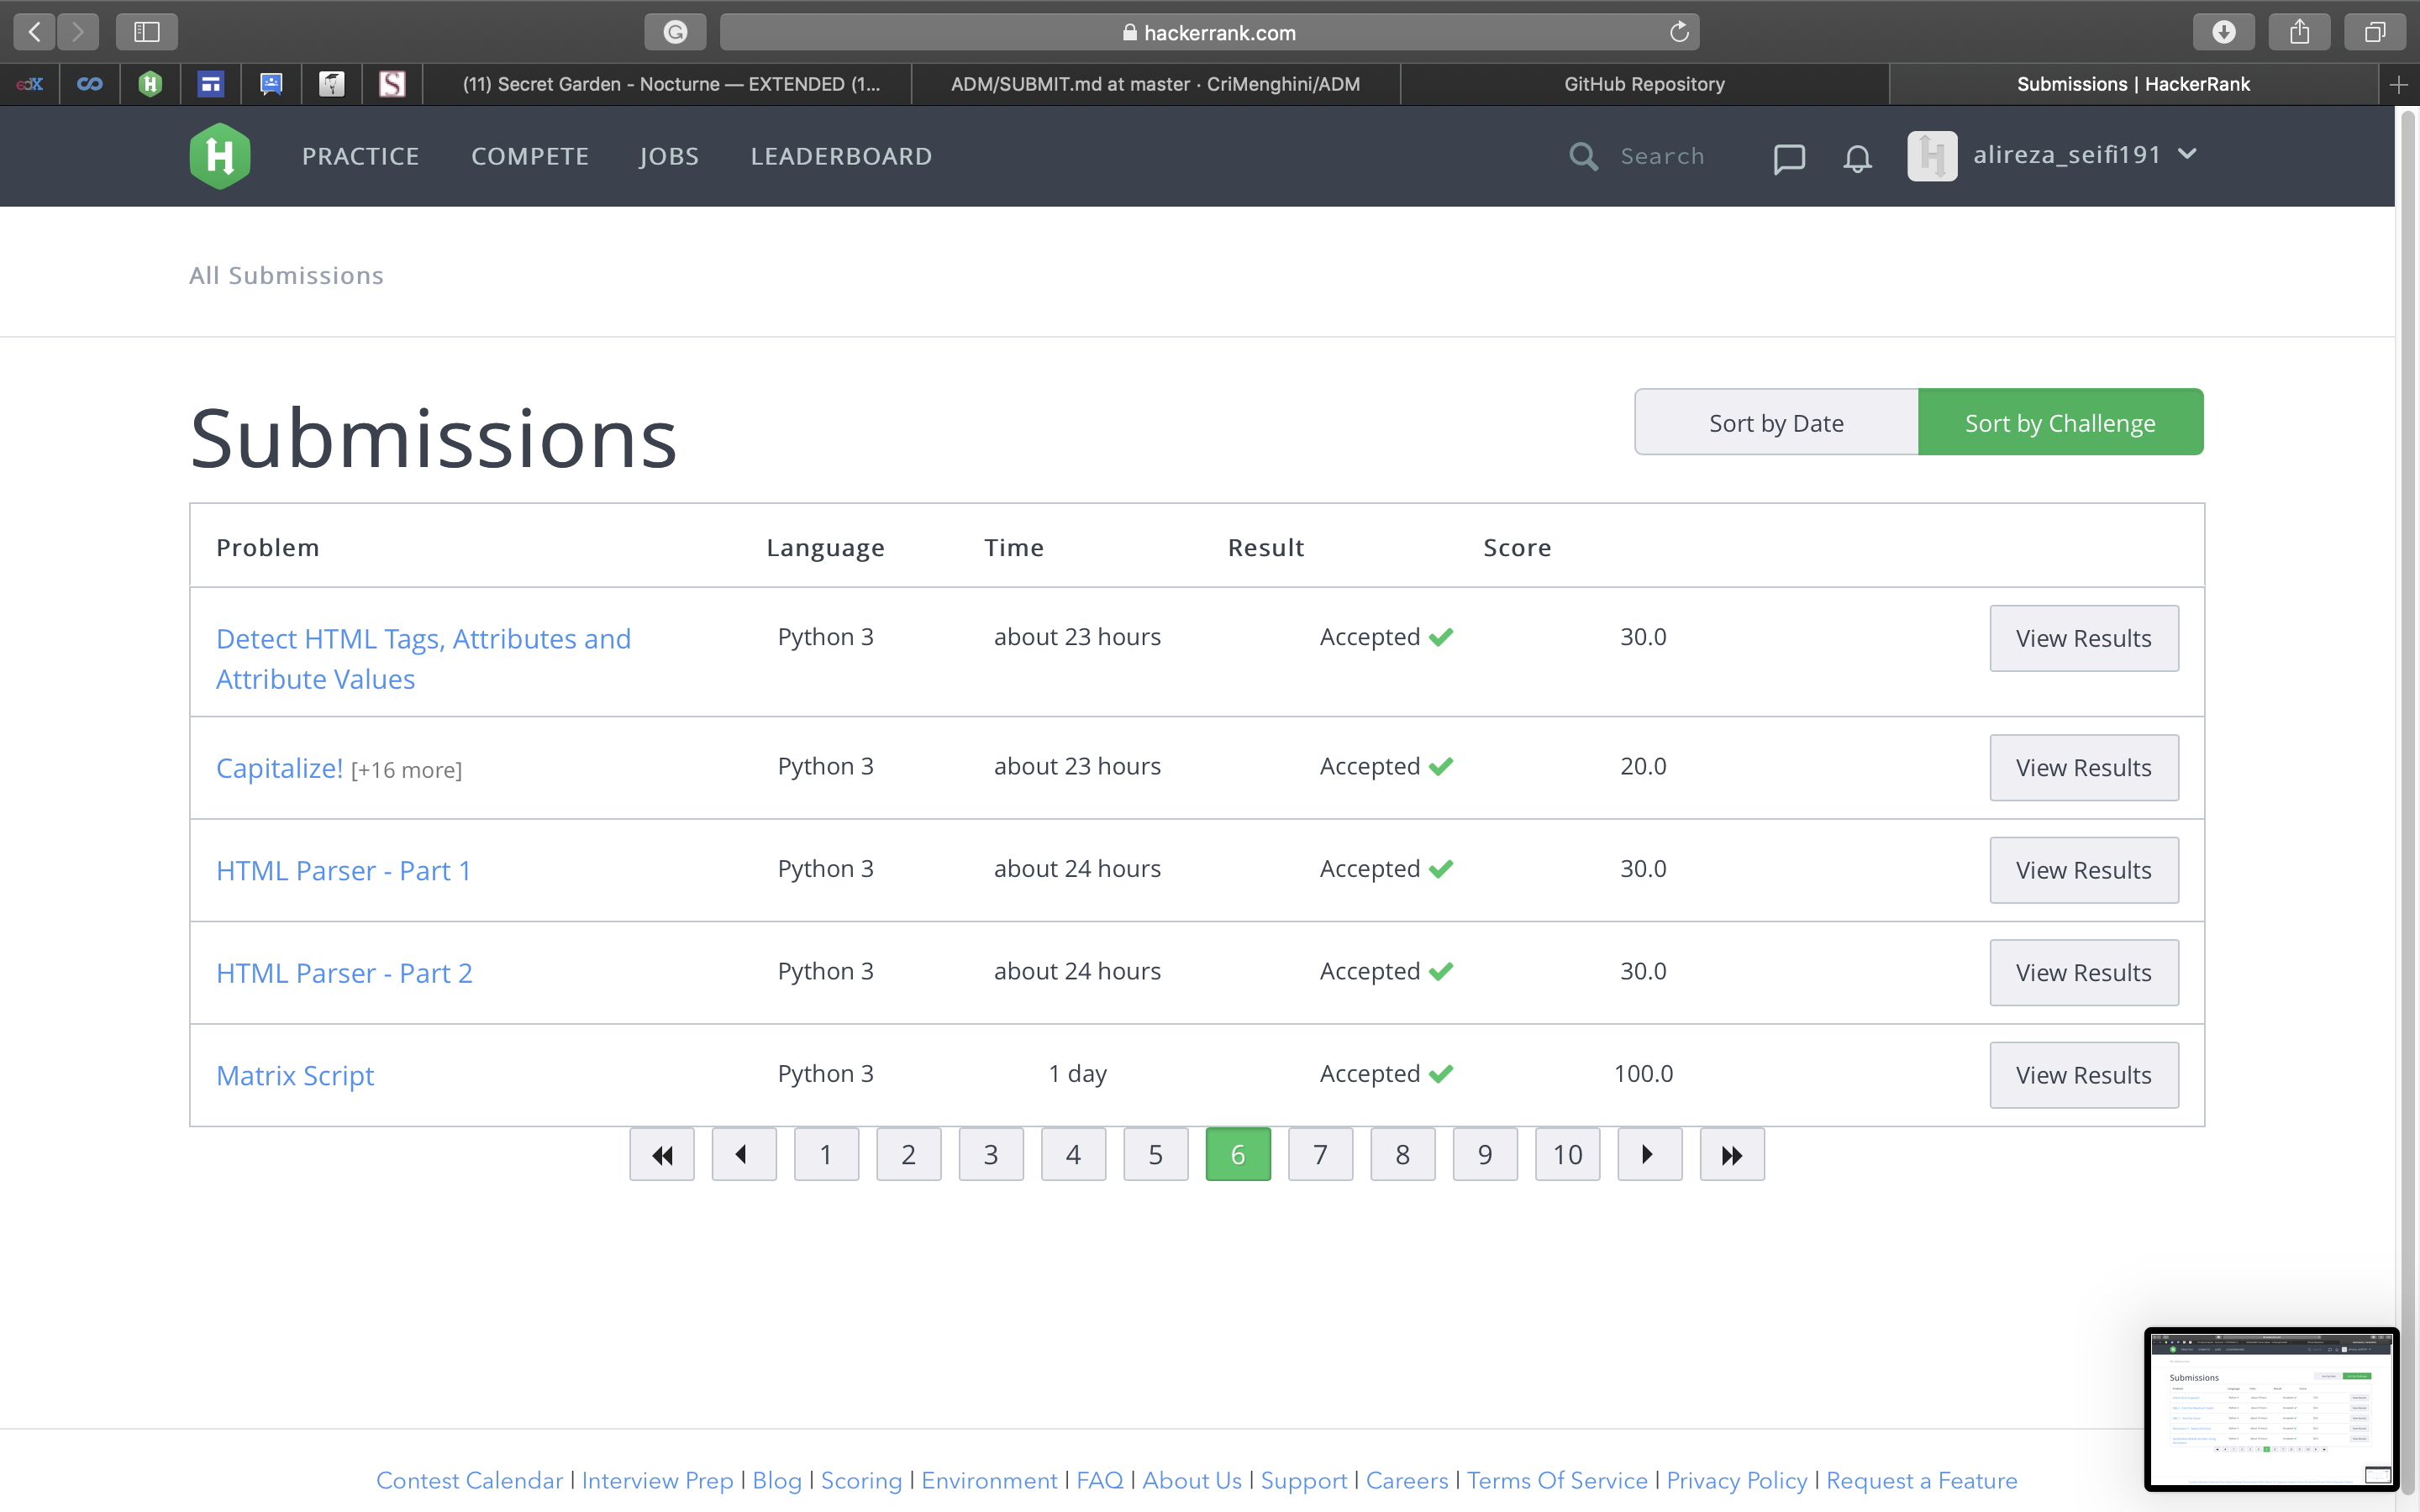 hackerrank.com
(11) Secret Garden - Nocturne — EXTENDED (1...
ADM/SUBMIT.md at master · CriMenghini/ADM
GitHub Repository
Submissions | HackerRank
PRACTICE COMPETE JOBS LEADERBOARD Search alireza_seifi191
All Submissions
Submissions
Sort by Date Sort by Challenge
Problem Language Time Result Score
Detect HTML Tags, Attributes and
Attribute Values
Python 3 about 23 hours Accepted 30.0 View Results
Capitalize! [+16 more] Python 3 about 23 hours Accepted 20.0 View Results
HTML Parser - Part 1 Python 3 about 24 hours Accepted 30.0 View Results
HTML Parser - Part 2 Python 3 about 24 hours Accepted 30.0 View Results
Matrix Script Python 3 1 day Accepted 100.0 View Results
1 2 3 4 5 6 7 8 9 10
Submissions
Contest Calendar | Interview Prep | Blog | Scoring | Environment | FAQ | About Us | Support | Careers | Terms Of Service | Privacy Policy | Request a Feature